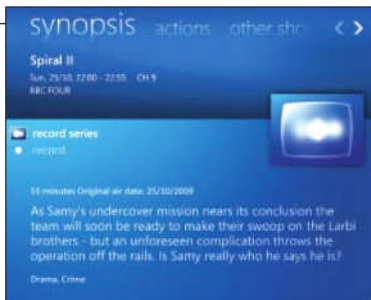 synopsis actions other sho
Spiral II
Sun, 25/10, 22:00 - 22:55 CH 9
BBC FOUR
record series
record
55 minutes Original air date: 25/10/2009
As Samy's undercover mission nears its conclusion the
team will soon be ready to make their swoop on the Larbi
brothers - but an unforeseen complication throws the
operation off the rails. Is Samy really who he says he is?
Drama, Crime